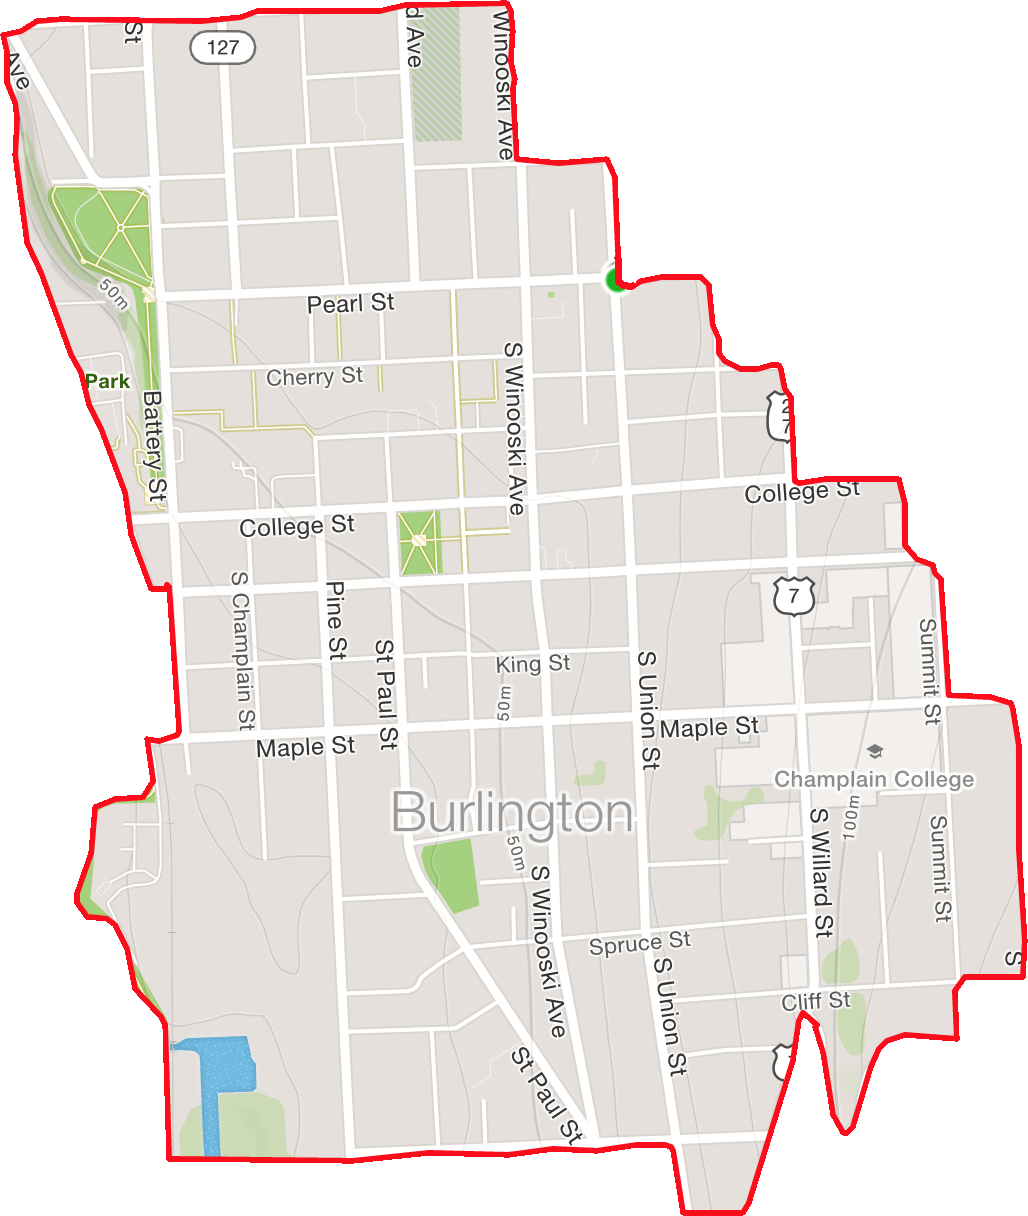 St
127
d Ave
Winooski Ave
Ave
50m
Pearl St
Cherry St
S Winooski Ave
Park
Battery St
College St
College St
S Champlain St
Pine St
St Paul St
King St
50m
S Union St
7
Summit St
Maple St
Maple St
Champlain College
Burlington
50m
S Willard St
100m
Summit St
S Winooski Ave
Spruce St
S Union St
Cliff St
S
St Paul St